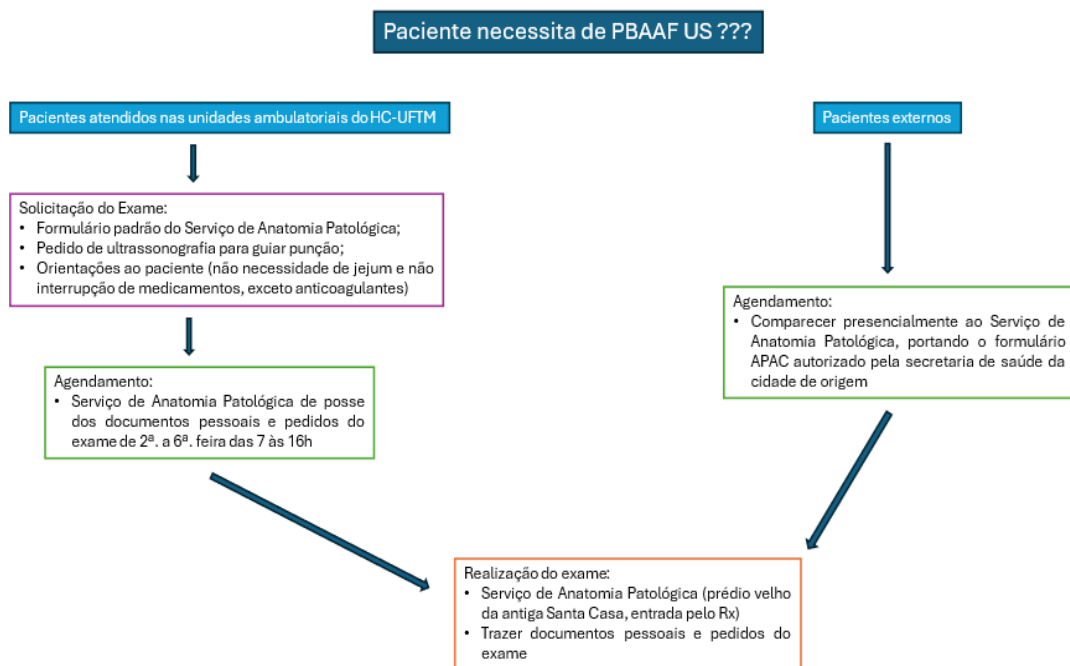 Paciente necessita de PBAAF US ???
Pacientes atendidos nas unidades ambulatoriais do HC-UFTM
Pacientes externos
Solicitação do Exame:
• Formulário padrão do Serviço de Anatomia Patológica;
• Pedido de ultrassonografia para guiar punção;
• Orientações ao paciente (não necessidade de jejum e não
interrupção de medicamentos, exceto anticoagulantes)
Agendamento:
• Comparecer presencialmente ao Serviço de
Anatomia Patológica, portando o formulário
APAC autorizado pela secretaria de saúde da
cidade de origem
Agendamento:
• Serviço de Anatomia Patológica de posse
dos documentos pessoais e pedidos do
exame de 2ª. a 6ª. feira das 7 às 16h
Realização do exame:
• Serviço de Anatomia Patológica (prédio velho
da antiga Santa Casa, entrada pelo Rx)
• Trazer documentos pessoais e pedidos do
exame